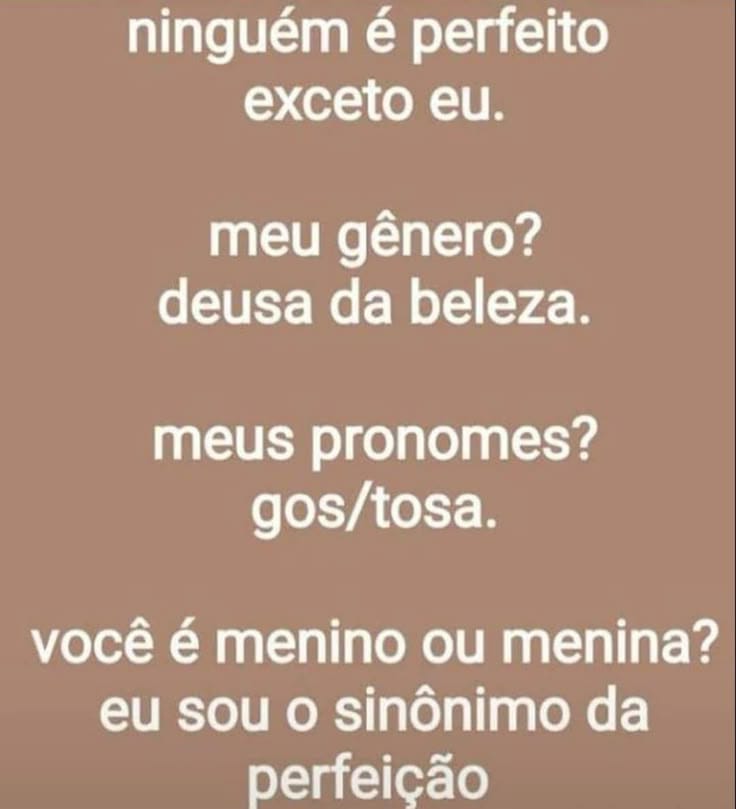 ninguém é perfeito
exceto eu.
meu gênero?
deusa da beleza.
meus pronomes?
gos/tosa.
você é menino ou menina?
eu sou o sinônimo da
perfeição